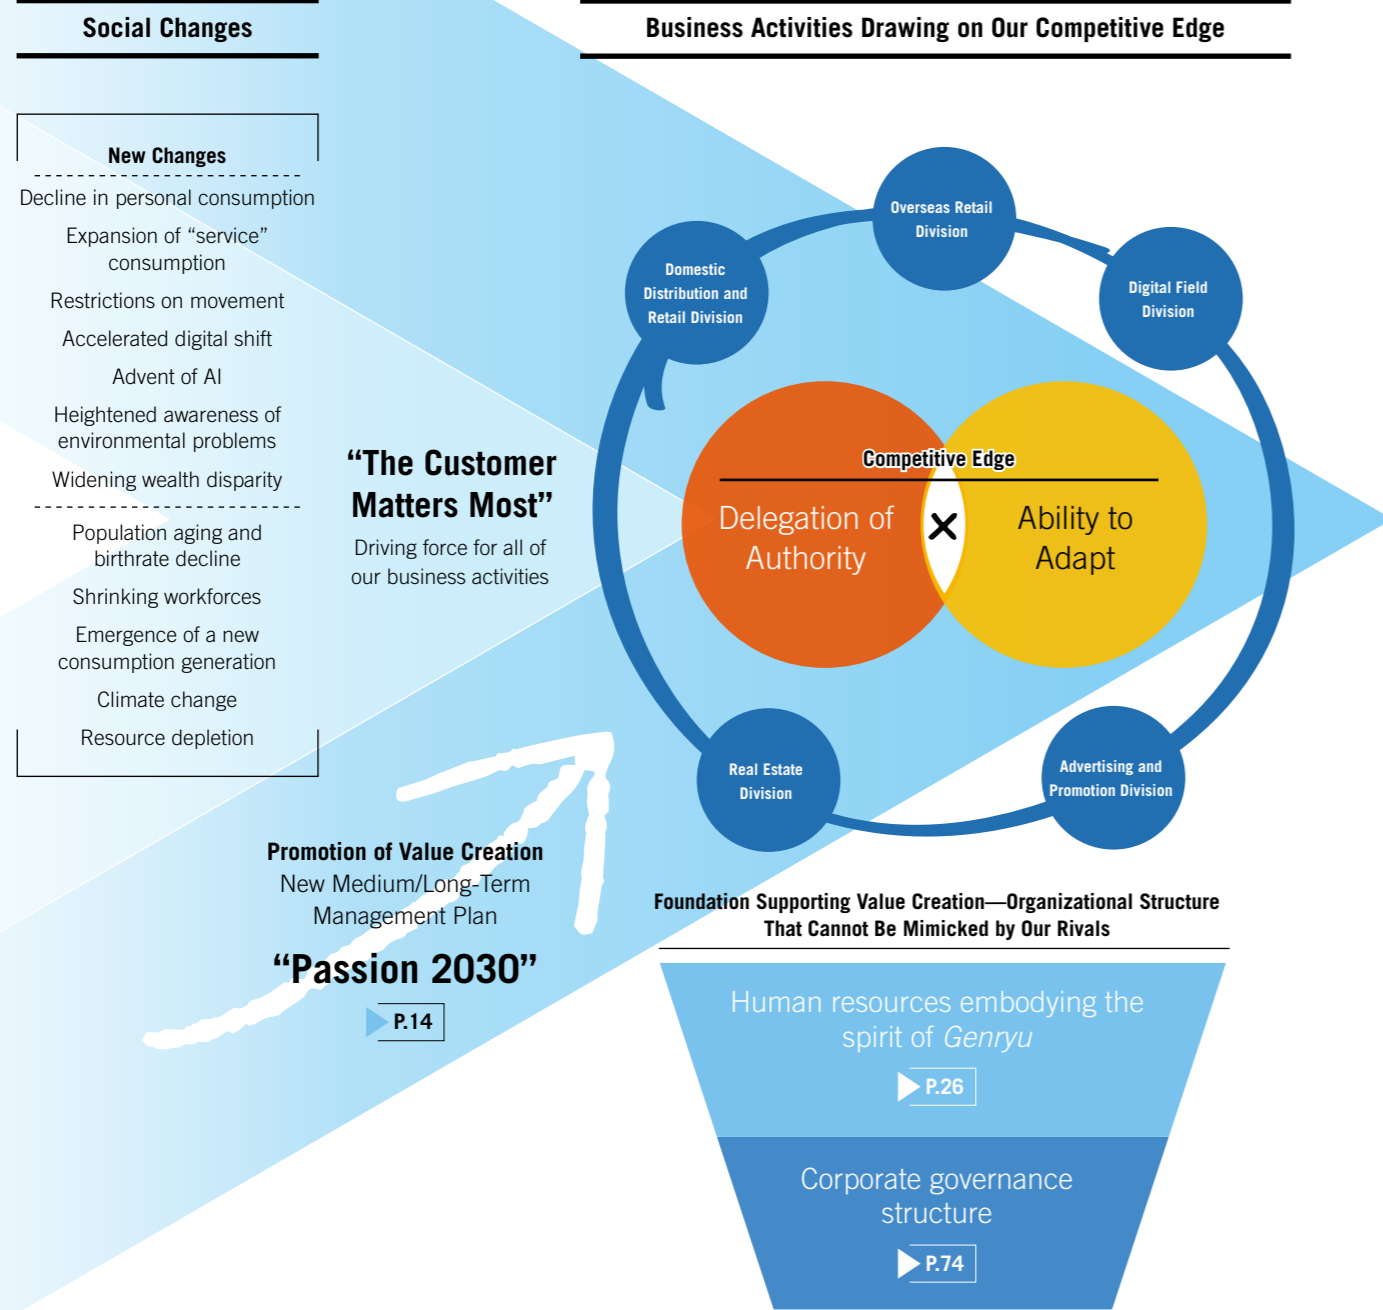 Social Changes
New Changes
Decline in personal consumption
Expansion of “service”
consumption
Restrictions on movement
Accelerated digital shift
Advent of AI
Heightened awareness of
environmental problems
Widening wealth disparity
Population aging and
birthrate decline
Shrinking workforces
Emergence of a new
consumption generation
Climate change
Resource depletion
“The Customer
Matters Most”
Driving force for all of
our business activities
Promotion of Value Creation
New Medium/Long-Term
Management Plan
“Passion 2030”
P.14
Business Activities Drawing on Our Competitive Edge
Overseas Retail
Division
Domestic
Distribution and
Retail Division
Digital Field
Division
Competitive Edge
Delegation of
Authority
×
Ability to
Adapt
Real Estate
Division
Advertising and
Promotion Division
Foundation Supporting Value Creation—Organizational Structure
That Cannot Be Mimicked by Our Rivals
Human resources embodying the
spirit of Genryu
P.26
Corporate governance
structure
P.74